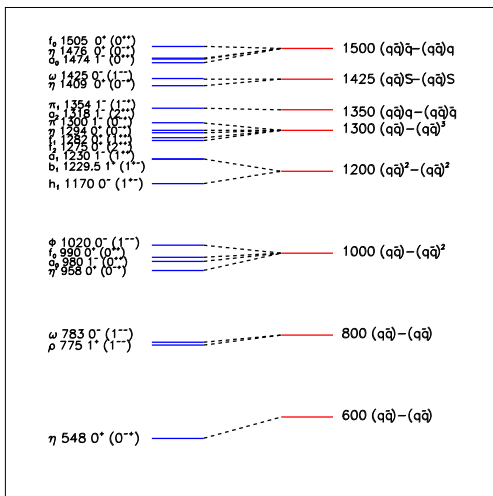 f₀ 1505 0⁺ (0⁺⁺)
η 1476 0⁺ (0⁻⁺)
a₀ 1474 1⁻ (0⁺⁺)
ω 1425 0⁻ (1⁻⁻)
η 1409 0⁺ (0⁻⁺)
π₁ 1354 1⁻ (1⁻⁺)
a₂ 1318 1⁻ (2⁺⁺)
π 1300 1⁻ (0⁻⁺)
η 1294 0⁺ (0⁻⁺)
f₁ 1282 0⁺ (1⁺⁺)
f₂ 1275 0⁺ (2⁺⁺)
a₁ 1230 1⁻ (1⁺⁺)
b₁ 1229.5 1⁺ (1⁺⁻)
h₁ 1170 0⁻ (1⁺⁻)
Φ 1020 0⁻ (1⁻⁻)
f₀ 990 0⁺ (0⁺⁺)
a₀ 980 1⁻ (0⁺⁺)
η' 958 0⁺ (0⁻⁺)
ω 783 0⁻ (1⁻⁻)
ρ 775 1⁺ (1⁻⁻)
η 548 0⁺ (0⁻⁺)
1500 (qq̄)q̄−(qq̄)q
1425 (qq̄)S−(qq̄)S
1350 (qq̄)q−(qq̄)q̄
1300 (qq̄)−(qq̄)³
1200 (qq̄)²−(qq̄)²
1000 (qq̄)−(qq̄)²
800 (qq̄)−(qq̄)
600 (qq̄)−(qq̄)